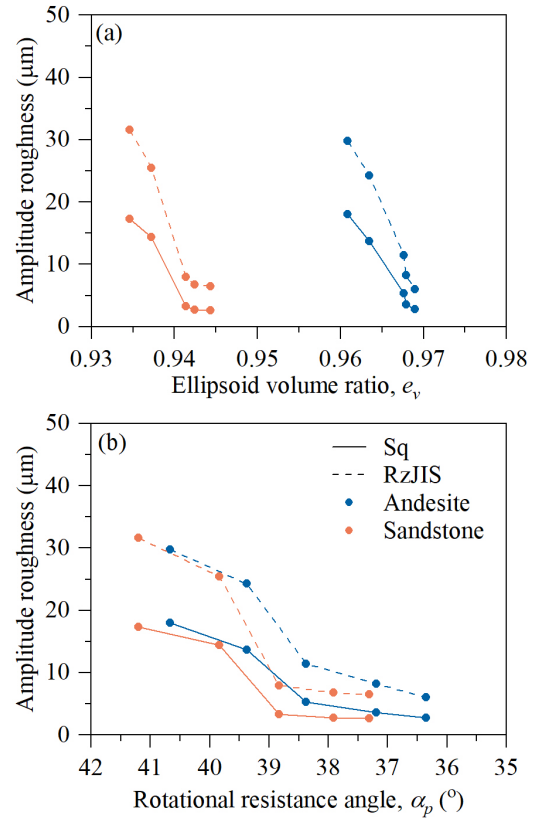 (a)
Amplitude roughness (μm)
50
40
30
20
10
0
0.93 0.94 0.95 0.96 0.97 0.98
Ellipsoid volume ratio, eᵥ
(b)
Amplitude roughness (μm)
50
40
30
20
10
0
Sq
RzJIS
Andesite
Sandstone
42 41 40 39 38 37 36 35
Rotational resistance angle, αₚ (°)